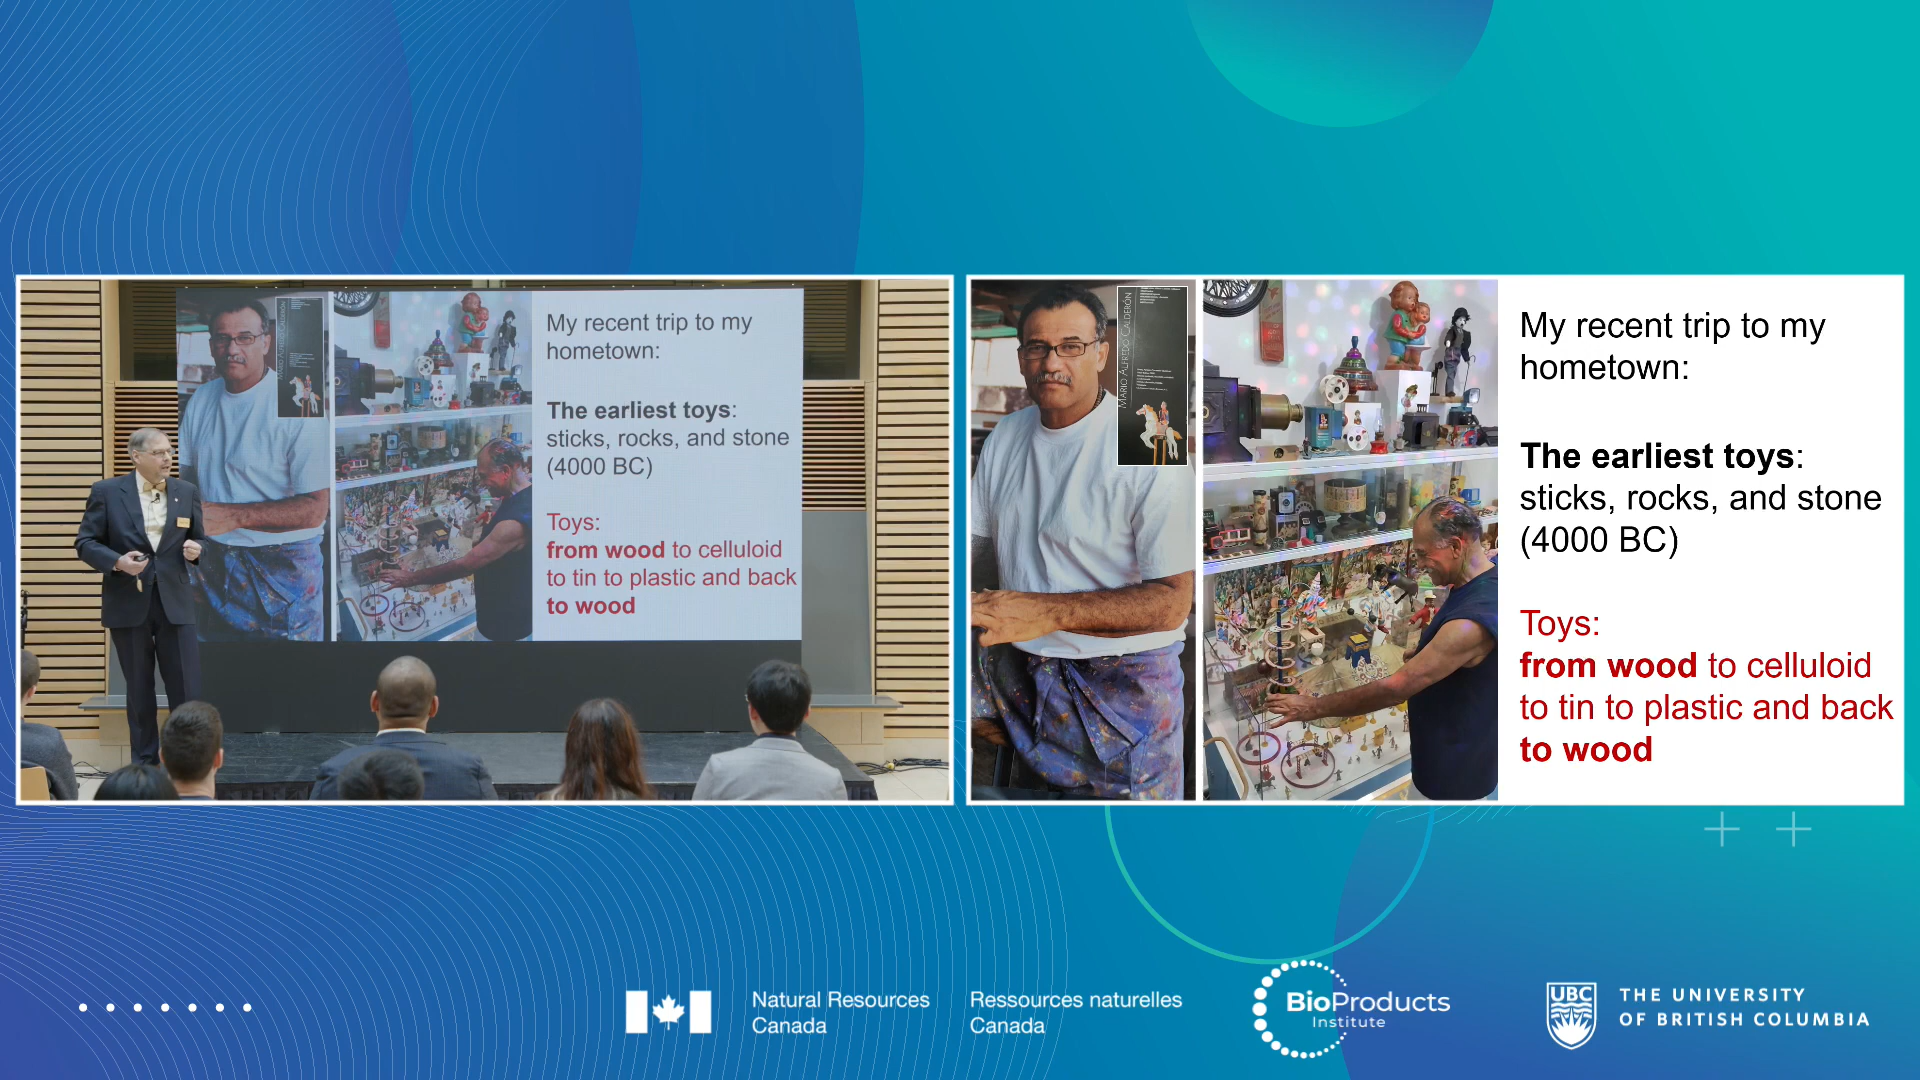 My recent trip to my
hometown:
The earliest toys:
sticks, rocks, and stone
(4000 BC)
Toys:
from wood to celluloid
to tin to plastic and back
to wood
MARIO ALFREDO CALDERÓN
My recent trip to my
hometown:
The earliest toys:
sticks, rocks, and stone
(4000 BC)
Toys:
from wood to celluloid
to tin to plastic and back
to wood
Natural Resources
Canada
Ressources naturelles
Canada
BioProducts
Institute
UBC
THE UNIVERSITY
OF BRITISH COLUMBIA